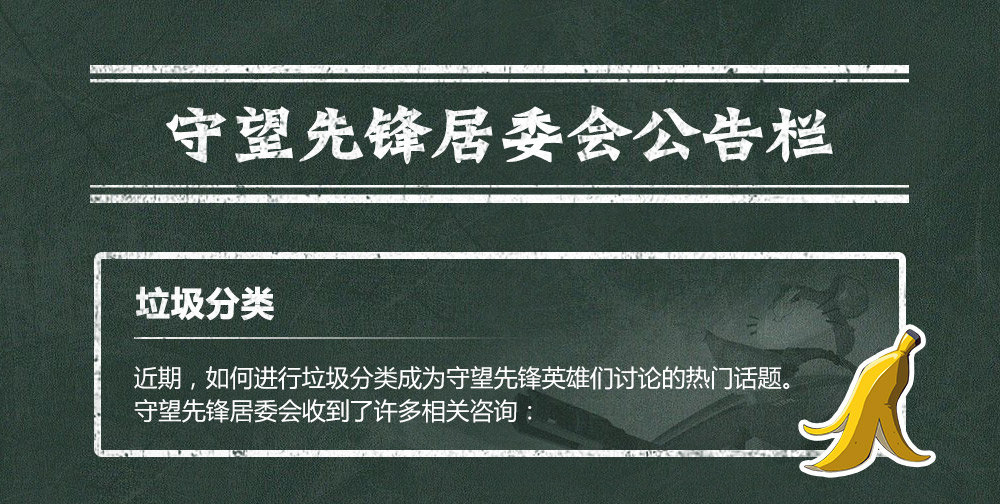 守望先锋居委会公告栏
垃圾分类
近期，如何进行垃圾分类成为守望先锋英雄们讨论的热门话题。
守望先锋居委会收到了许多相关咨询：